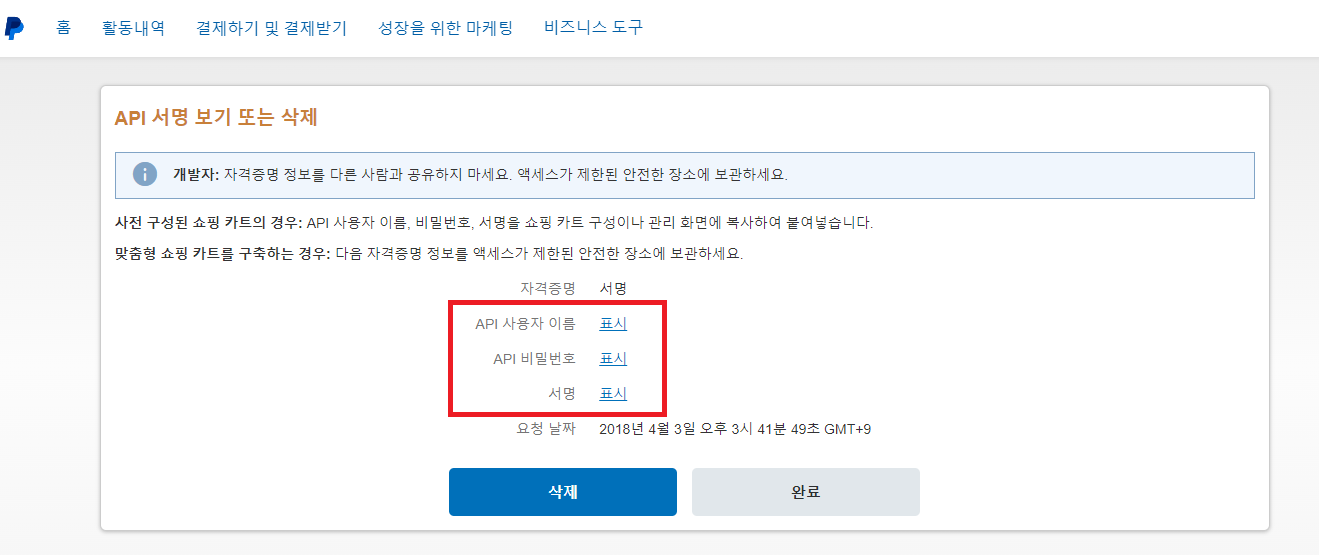 홈 활동내역 결제하기 및 결제받기 성장을 위한 마케팅 비즈니스 도구
API 서명 보기 또는 삭제
개발자: 자격증명 정보를 다른 사람과 공유하지 마세요. 액세스가 제한된 안전한 장소에 보관하세요.
사전 구성된 쇼핑 카트의 경우: API 사용자 이름, 비밀번호, 서명을 쇼핑 카트 구성이나 관리 화면에 복사하여 붙여넣습니다.
맞춤형 쇼핑 카트를 구축하는 경우: 다음 자격증명 정보를 액세스가 제한된 안전한 장소에 보관하세요.
자격증명 서명
API 사용자 이름 표시
API 비밀번호 표시
서명 표시
요청 날짜 2018년 4월 3일 오후 3시 41분 49초 GMT+9
삭제 완료